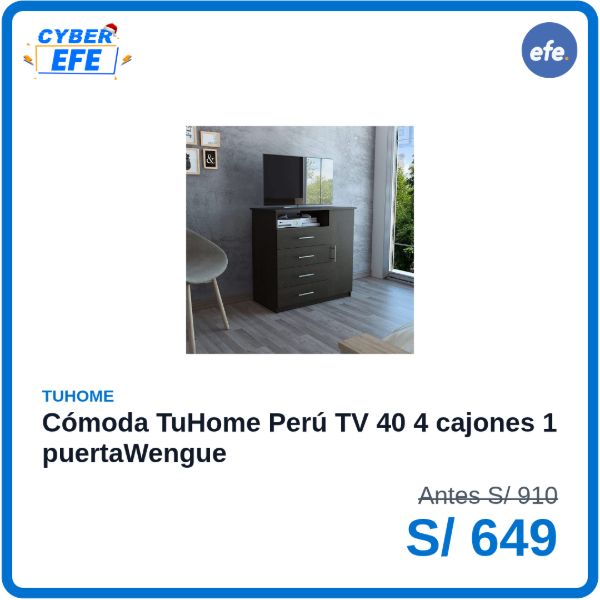 CYBER
EFE
efe.
&
TUHOME
Cómoda TuHome Perú TV 40 4 cajones 1
puertaWengue
Antes S/ 910
S/ 649